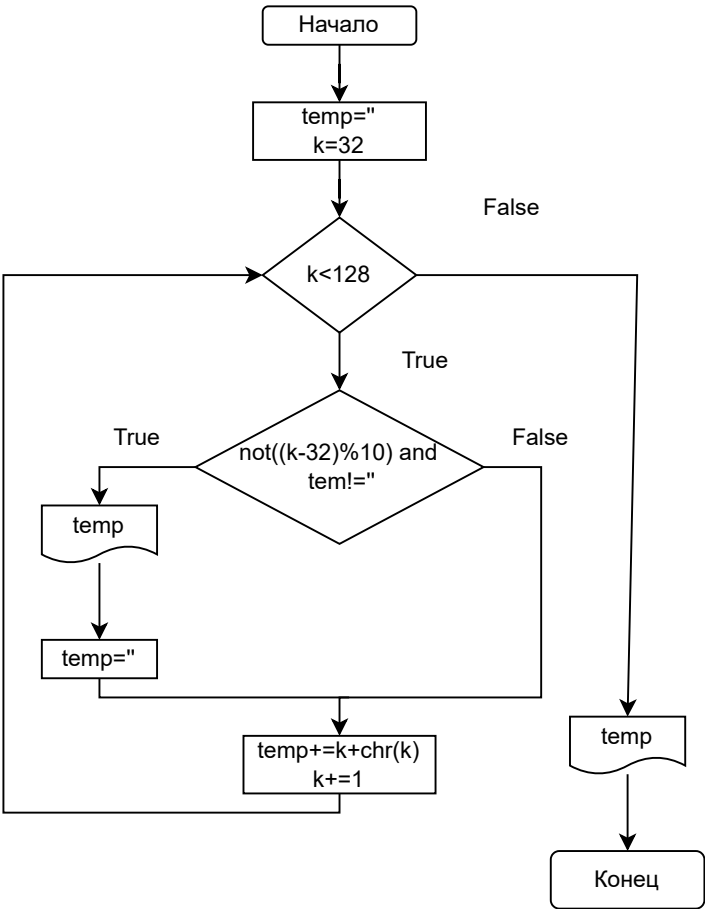 Начало
temp=''
k=32
False
k<128
True
True
False
not((k-32)%10) and
tem!=''
temp
temp=''
temp
temp+=k+chr(k)
k+=1
Конец